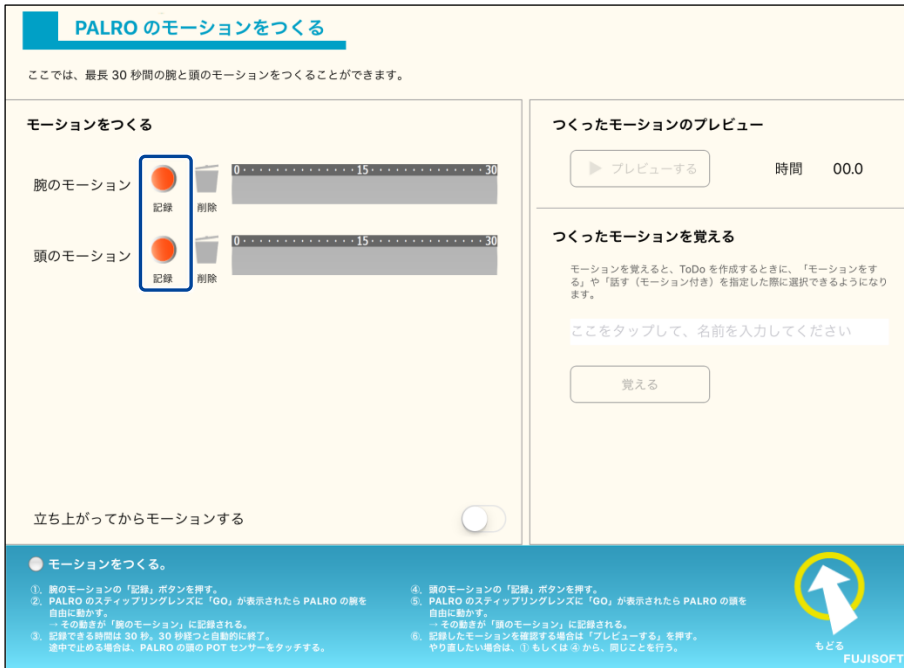 PALRO のモーションをつくる
ここでは、最長 30 秒間の腕と頭のモーションをつくることができます。
モーションをつくる
腕のモーション
記録
削除
0・・・・・・・・・・・・・・15・・・・・・・・・・・・・・30
頭のモーション
記録
削除
0・・・・・・・・・・・・・・15・・・・・・・・・・・・・・30
立ち上がってからモーションする
つくったモーションのプレビュー
▶ プレビューする
時間 00.0
つくったモーションを覚える
モーションを覚えると、ToDo を作成するときに、「モーションをす
る」や「話す（モーション付き）を指定した際に選択できるようになり
ます。
ここをタップして、名前を入力してください
覚える
モーションをつくる。
①．腕のモーションの「記録」ボタンを押す。
②．PALRO のスティップリングレンズに「GO」が表示されたら PALRO の腕を
自由に動かす。
→ その動きが「腕のモーション」に記録される。
③．記録できる時間は 30 秒。30 秒経つと自動的に終了。
途中で止める場合は、PALRO の頭の POT センサーをタッチする。
④．頭のモーションの「記録」ボタンを押す。
⑤．PALRO のスティップリングレンズに「GO」が表示されたら PALRO の頭を
自由に動かす。
→ その動きが「頭のモーション」に記録される。
⑥．記録したモーションを確認する場合は「プレビューする」を押す。
やり直したい場合は、① もしくは ④ から、同じことを行う。
もどる
FUJISOFT